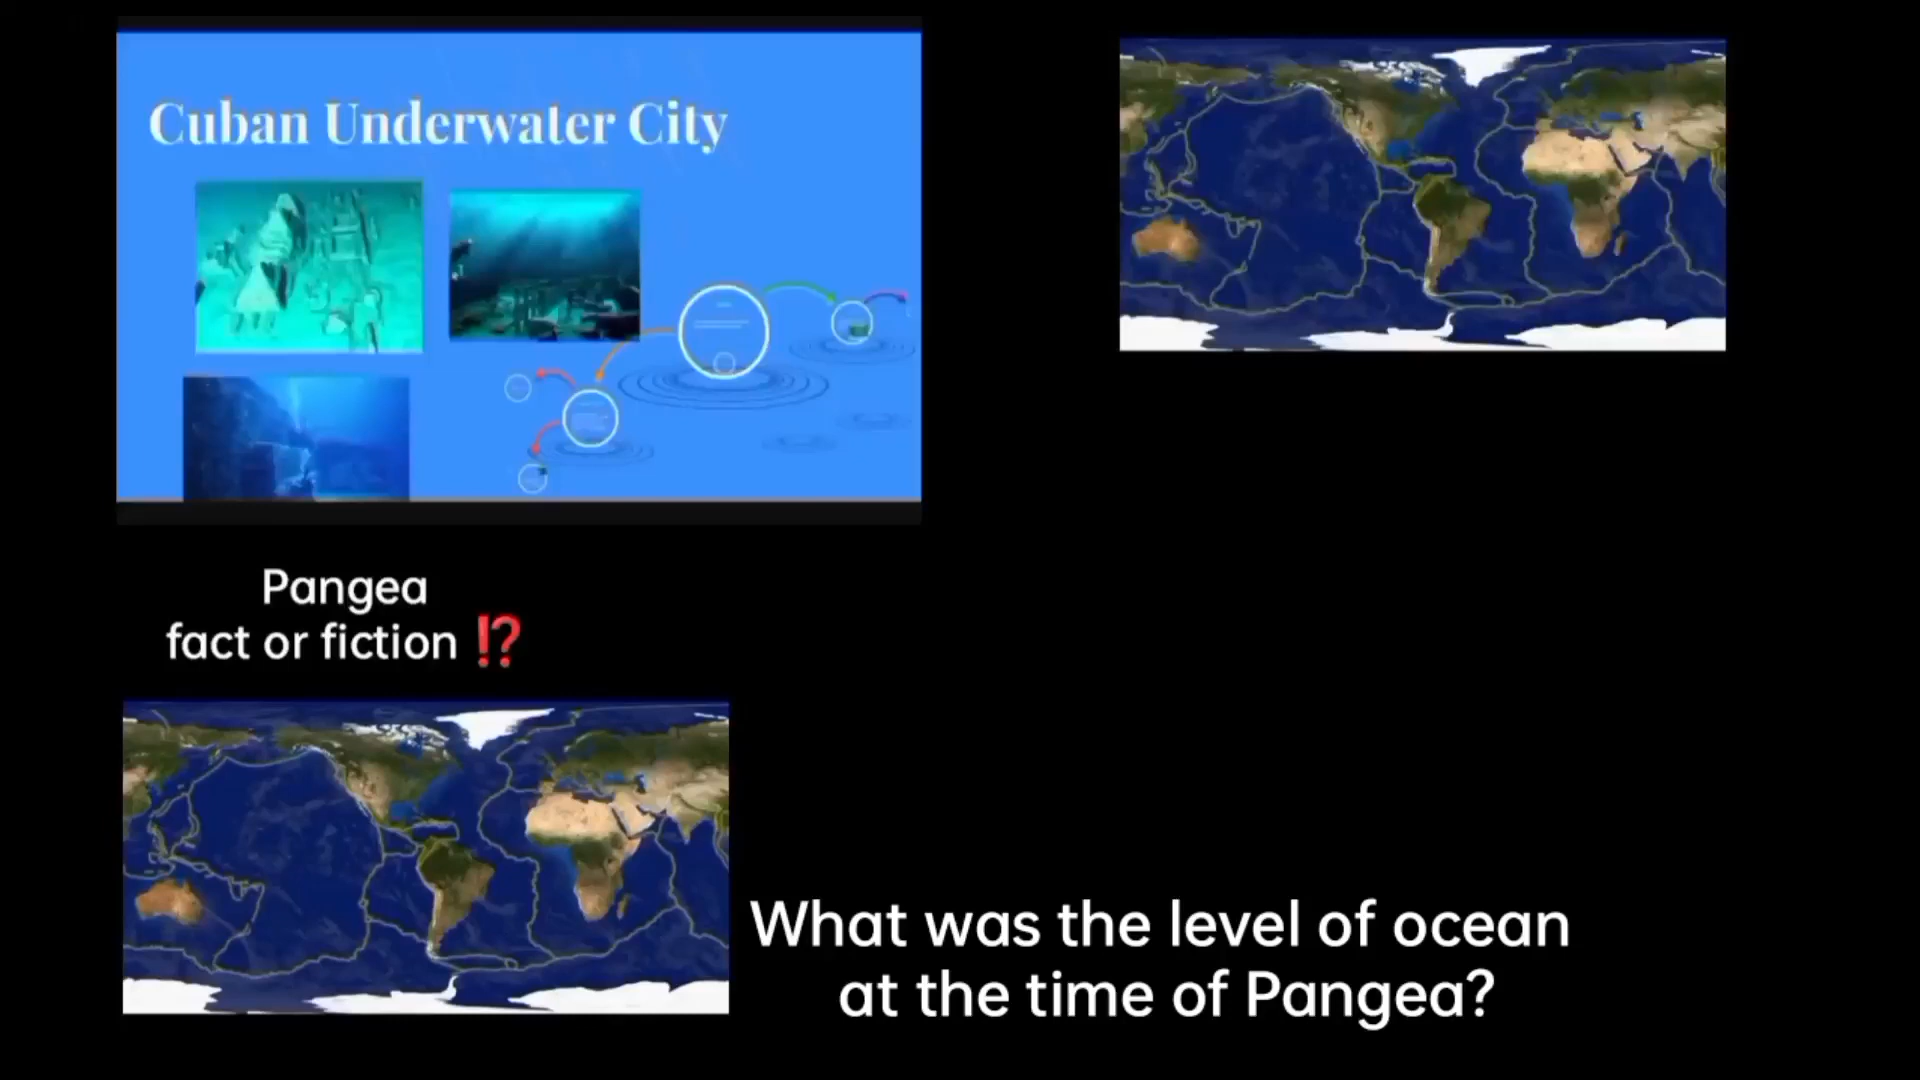 Cuban Underwater City
Pangea
fact or fiction ⁉️
What was the level of ocean
at the time of Pangea?